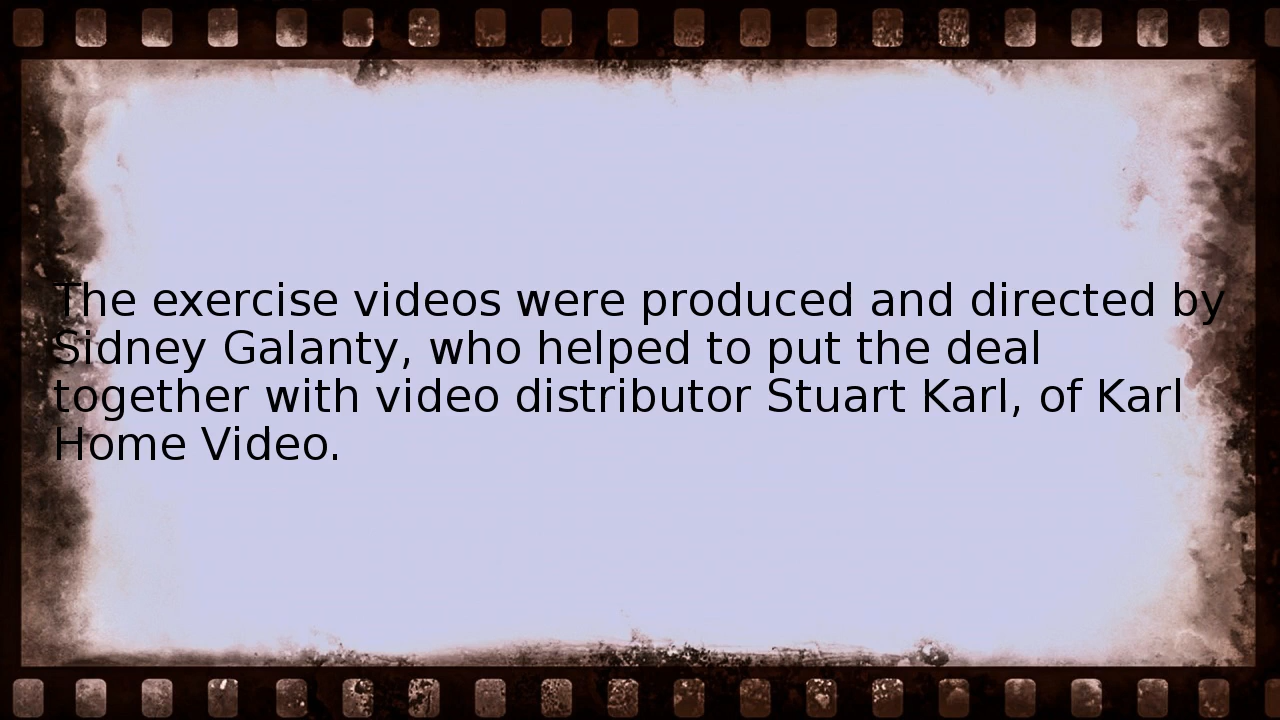 The exercise videos were produced and directed by
Sidney Galanty, who helped to put the deal
together with video distributor Stuart Karl, of Karl
Home Video.